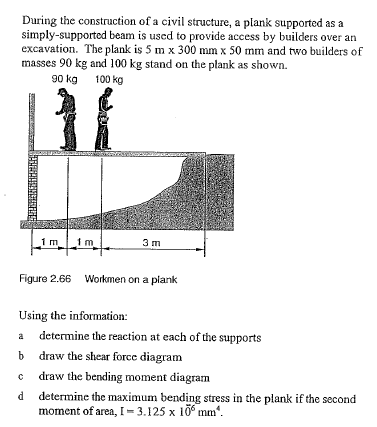 During the construction of a civil structure, a plank supported as a
simply-supported beam is used to provide access by builders over an
excavation. The plank is 5 m x 300 mm x 50 mm and two builders of
masses 90 kg and 100 kg stand on the plank as shown.
90 kg 100 kg
1 m 1 m 3 m
Figure 2.66 Workmen on a plank
Using the information:
a determine the reaction at each of the supports
b draw the shear force diagram
c draw the bending moment diagram
d determine the maximum bending stress in the plank if the second
moment of area, I = 3.125 x 10⁻⁶ mm⁴.